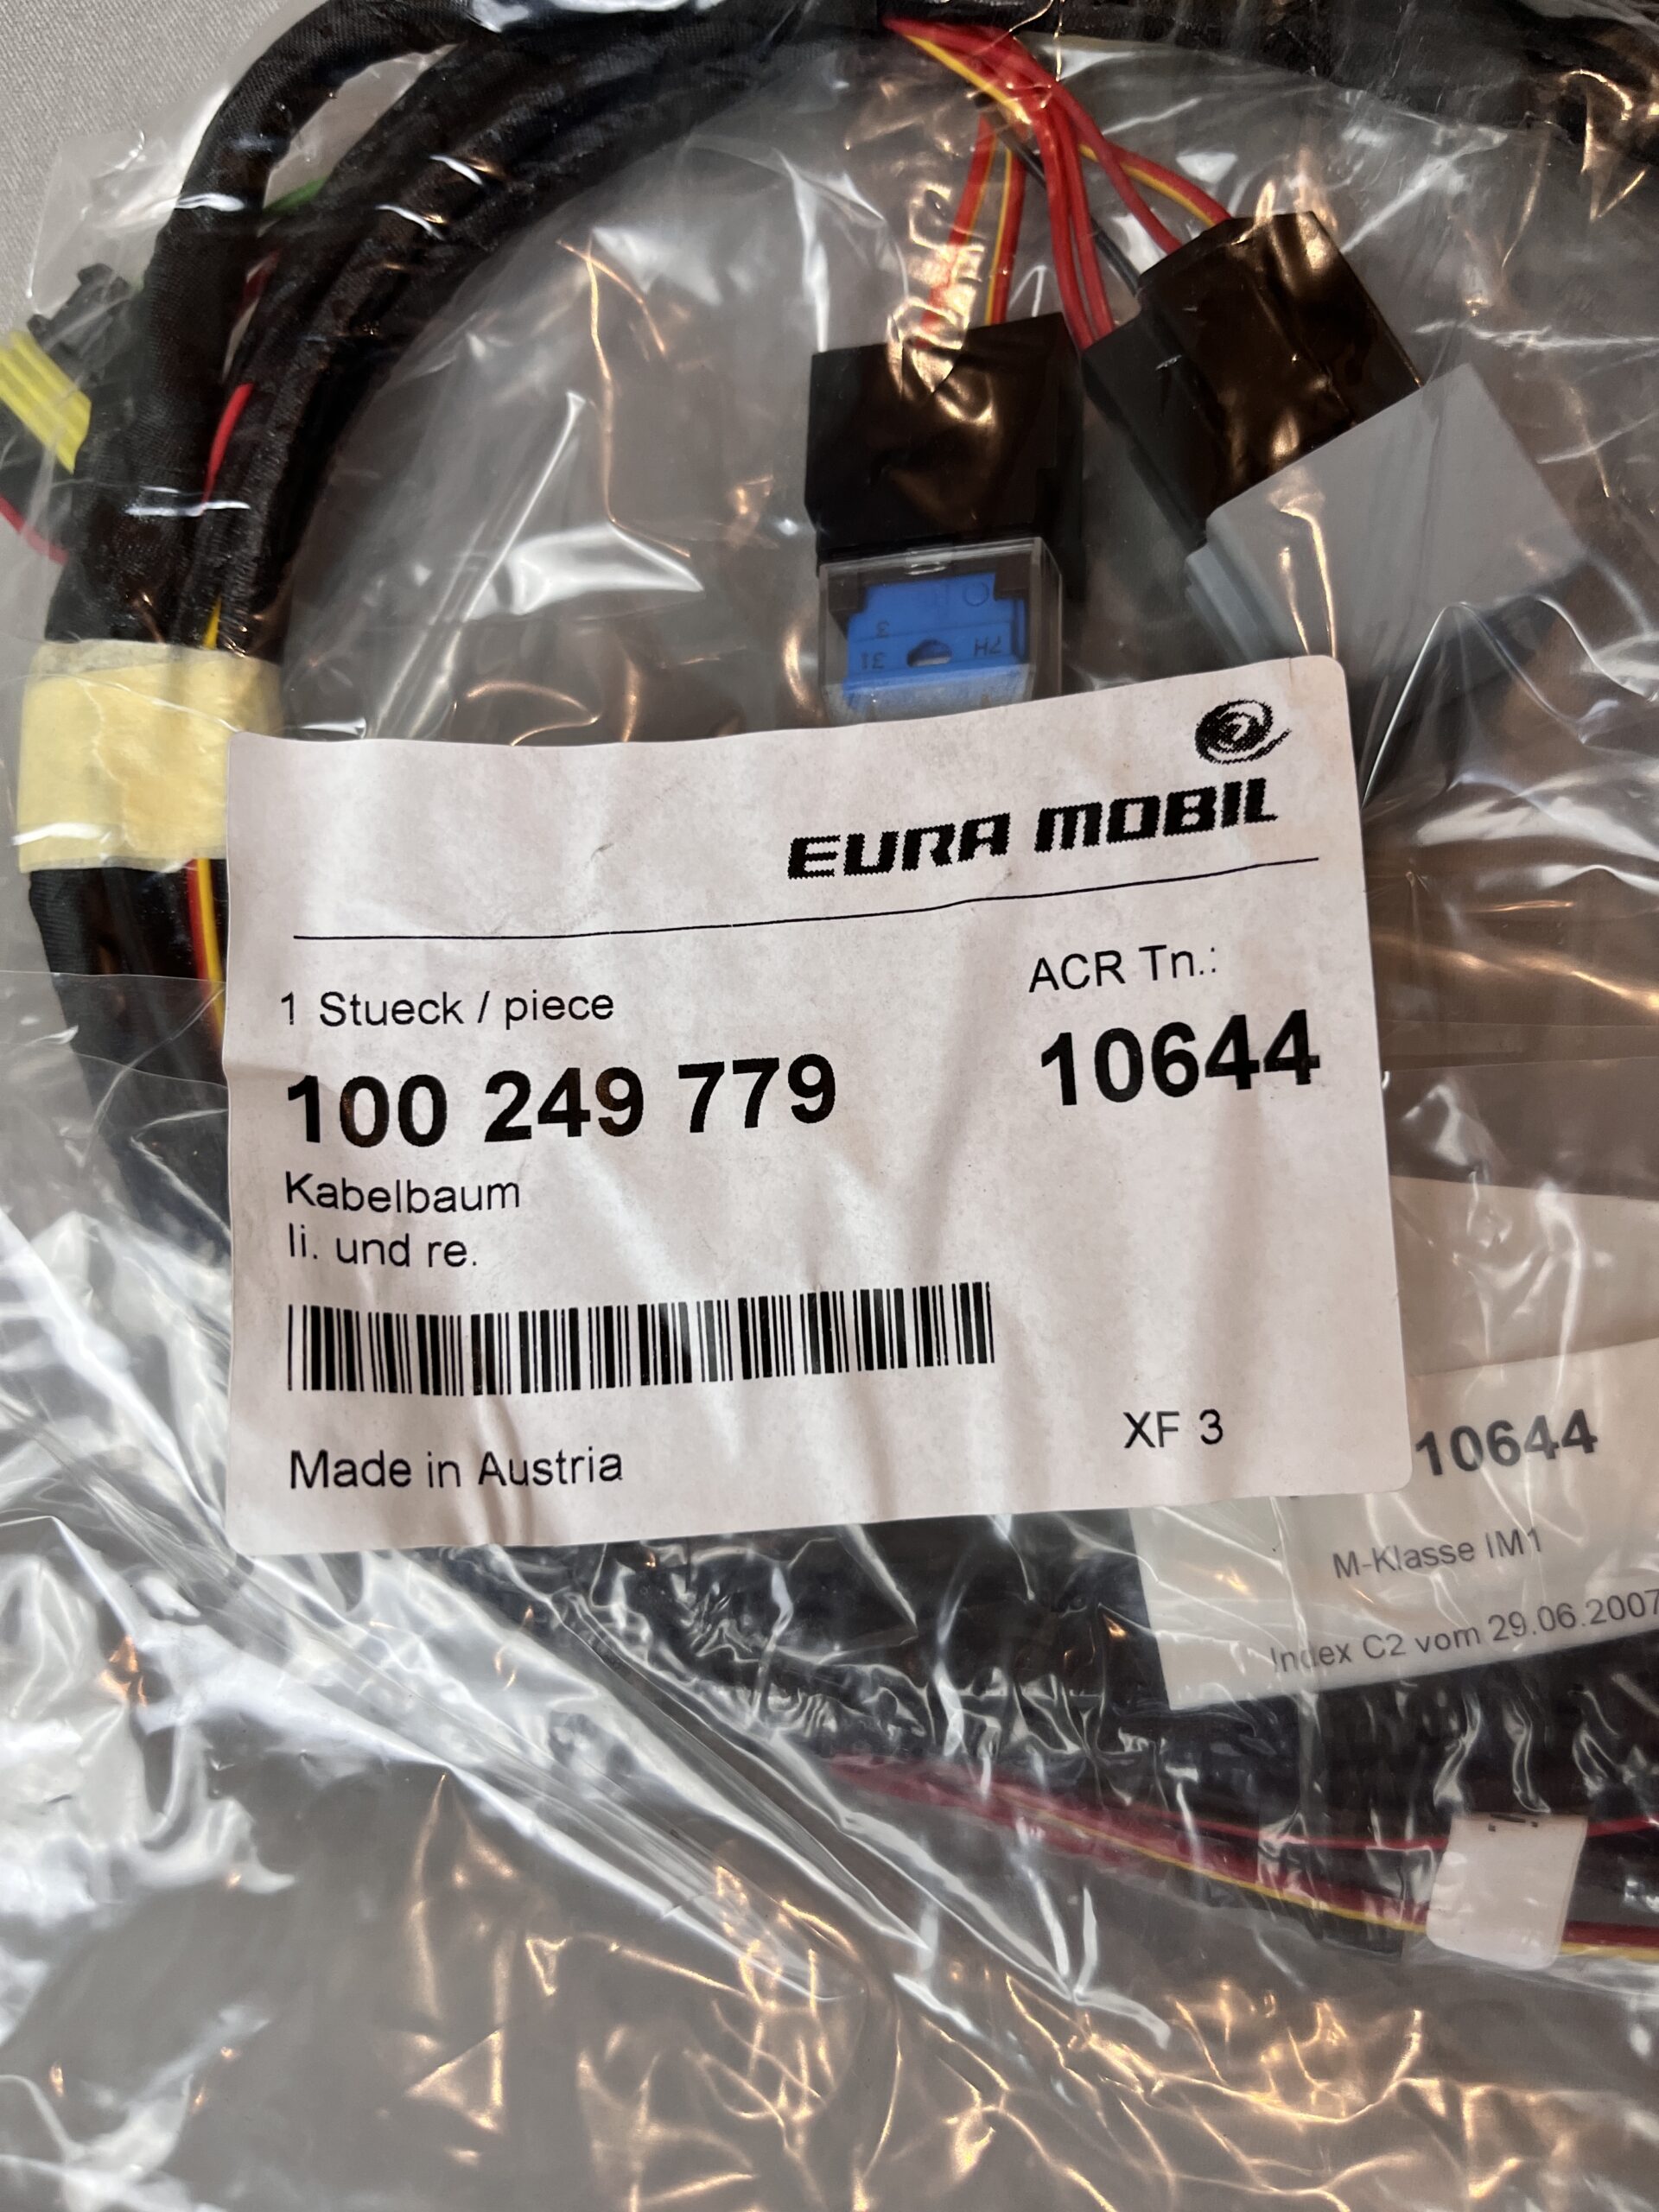 EURA MOBIL
1 Stueck / piece
ACR Tn.:
100 249 779
10644
Kabelbaum
li. und re.
Made in Austria
XF 3
10644
M-Klasse IM1
Index C2 vom 29.06.2007